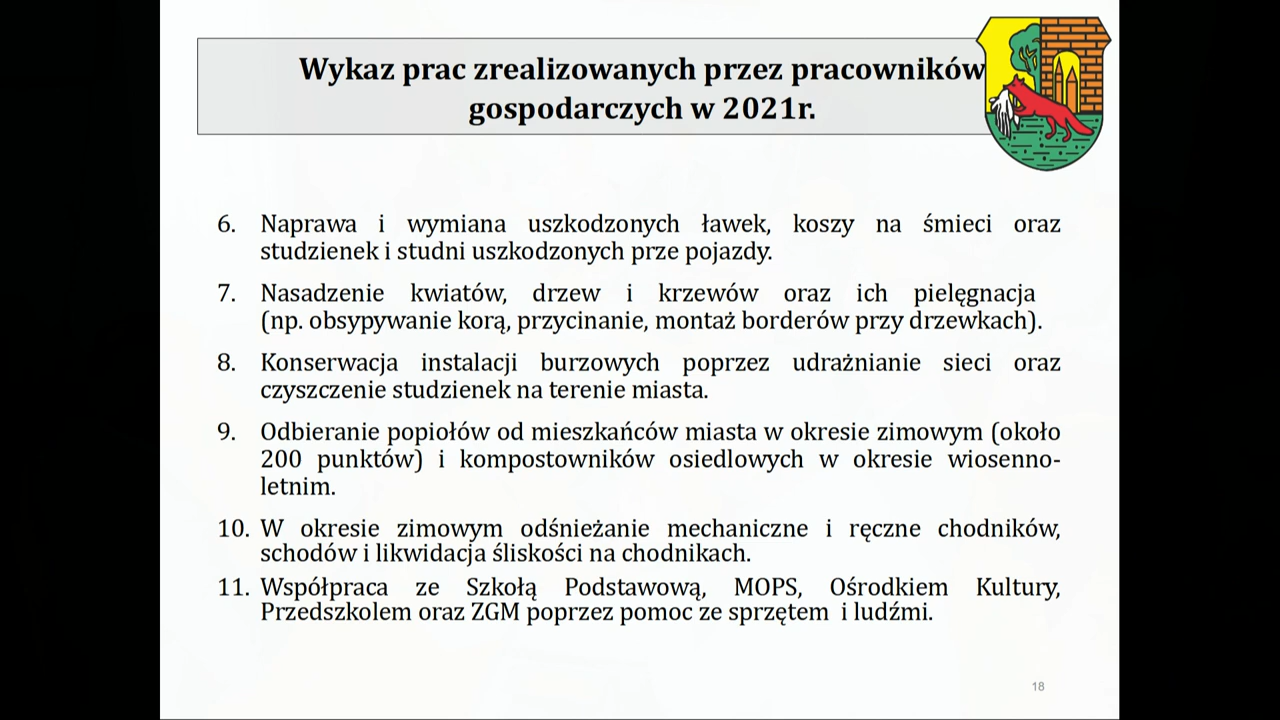 Wykaz prac zrealizowanych przez pracowników
gospodarczych w 2021r.
6. Naprawa i wymiana uszkodzonych ławek, koszy na śmieci oraz
studzienek i studni uszkodzonych prze pojazdy.
7. Nasadzenie kwiatów, drzew i krzewów oraz ich pielęgnacja
(np. obsypywanie korą, przycinanie, montaż borderów przy drzewkach).
8. Konserwacja instalacji burzowych poprzez udrażnianie sieci oraz
czyszczenie studzienek na terenie miasta.
9. Odbieranie popiołów od mieszkańców miasta w okresie zimowym (około
200 punktów) i kompostowników osiedlowych w okresie wiosenno-
letnim.
10. W okresie zimowym odśnieżanie mechaniczne i ręczne chodników,
schodów i likwidacja śliskości na chodnikach.
11. Współpraca ze Szkołą Podstawową, MOPS, Ośrodkiem Kultury,
Przedszkolem oraz ZGM poprzez pomoc ze sprzętem i ludźmi.
18